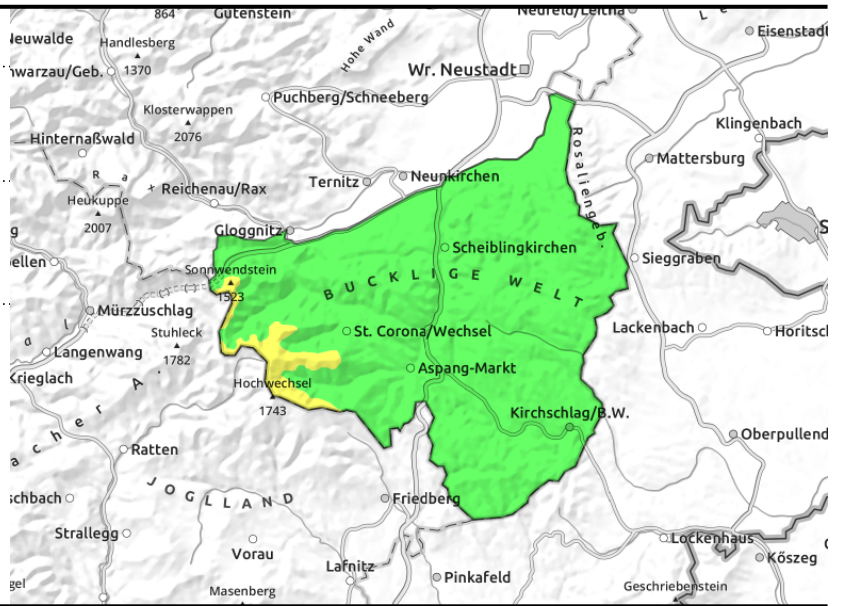 864
Gutenstein
Neufeld/Leitha
L e
Neuwalde
Handlesberg
1370
Hohe Wand
Eisenstadt
hwarzau/Geb.
Wr. Neustadt
Puchberg/Schneeberg
Klosterwappen
2076
Klingenbach
Hinternaßwald
Rosaliengeb.
Mattersburg
R a x
Ternitz
Neunkirchen
Heukuppe
2007
Reichenau/Rax
g
Gloggnitz
S
Scheiblingkirchen
ellen
Sonnwendstein
1523
BUCKLIGE WELT
Sieggraben
Mürzzuschlag
a l
Stuhleck
1782
St. Corona/Wechsel
Lackenbach
Horitsch
Langenwang
Krieglach
Hochwechsel
1743
Aspang-Markt
a c h e r A .
Kirchschlag/B.W.
Ratten
Oberpullend
JOGLLAND
schbach
Friedberg
Strallegg
Vorau
Lockenhaus
Kőszeg
Lafnitz
Pinkafeld
gel
Masenberg
Geschriebenstein